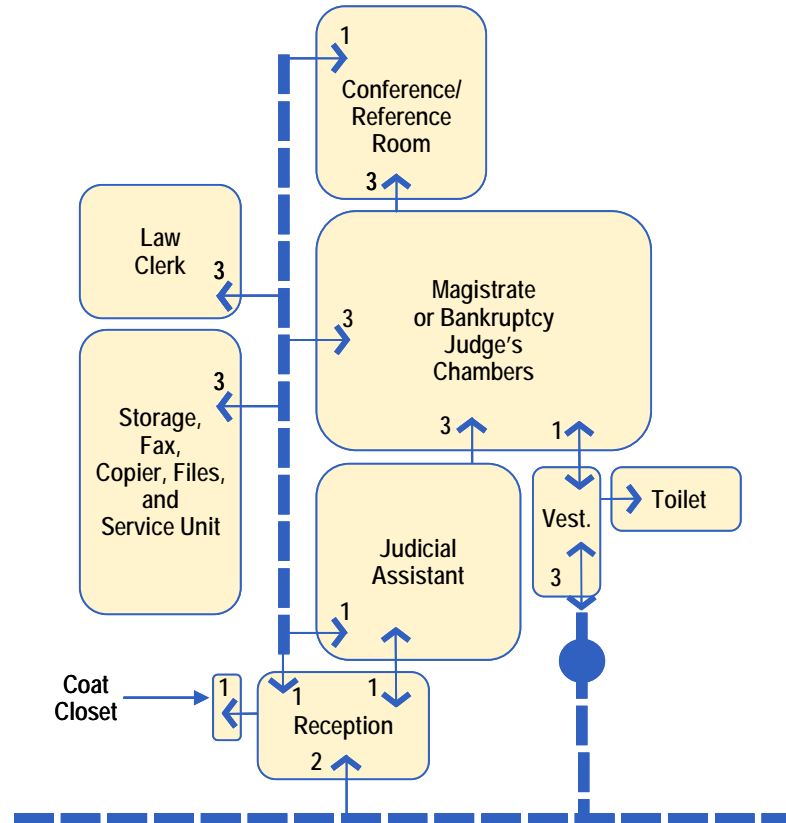 1
Conference/
Reference
Room
3
Law
Clerk
3
Magistrate
or Bankruptcy
Judge's
Chambers
3
3
1
3
Storage,
Fax,
Copier, Files,
and
Service Unit
Vest.
Toilet
3
Judicial
Assistant
1
1
Coat
Closet
1
1
Reception
2